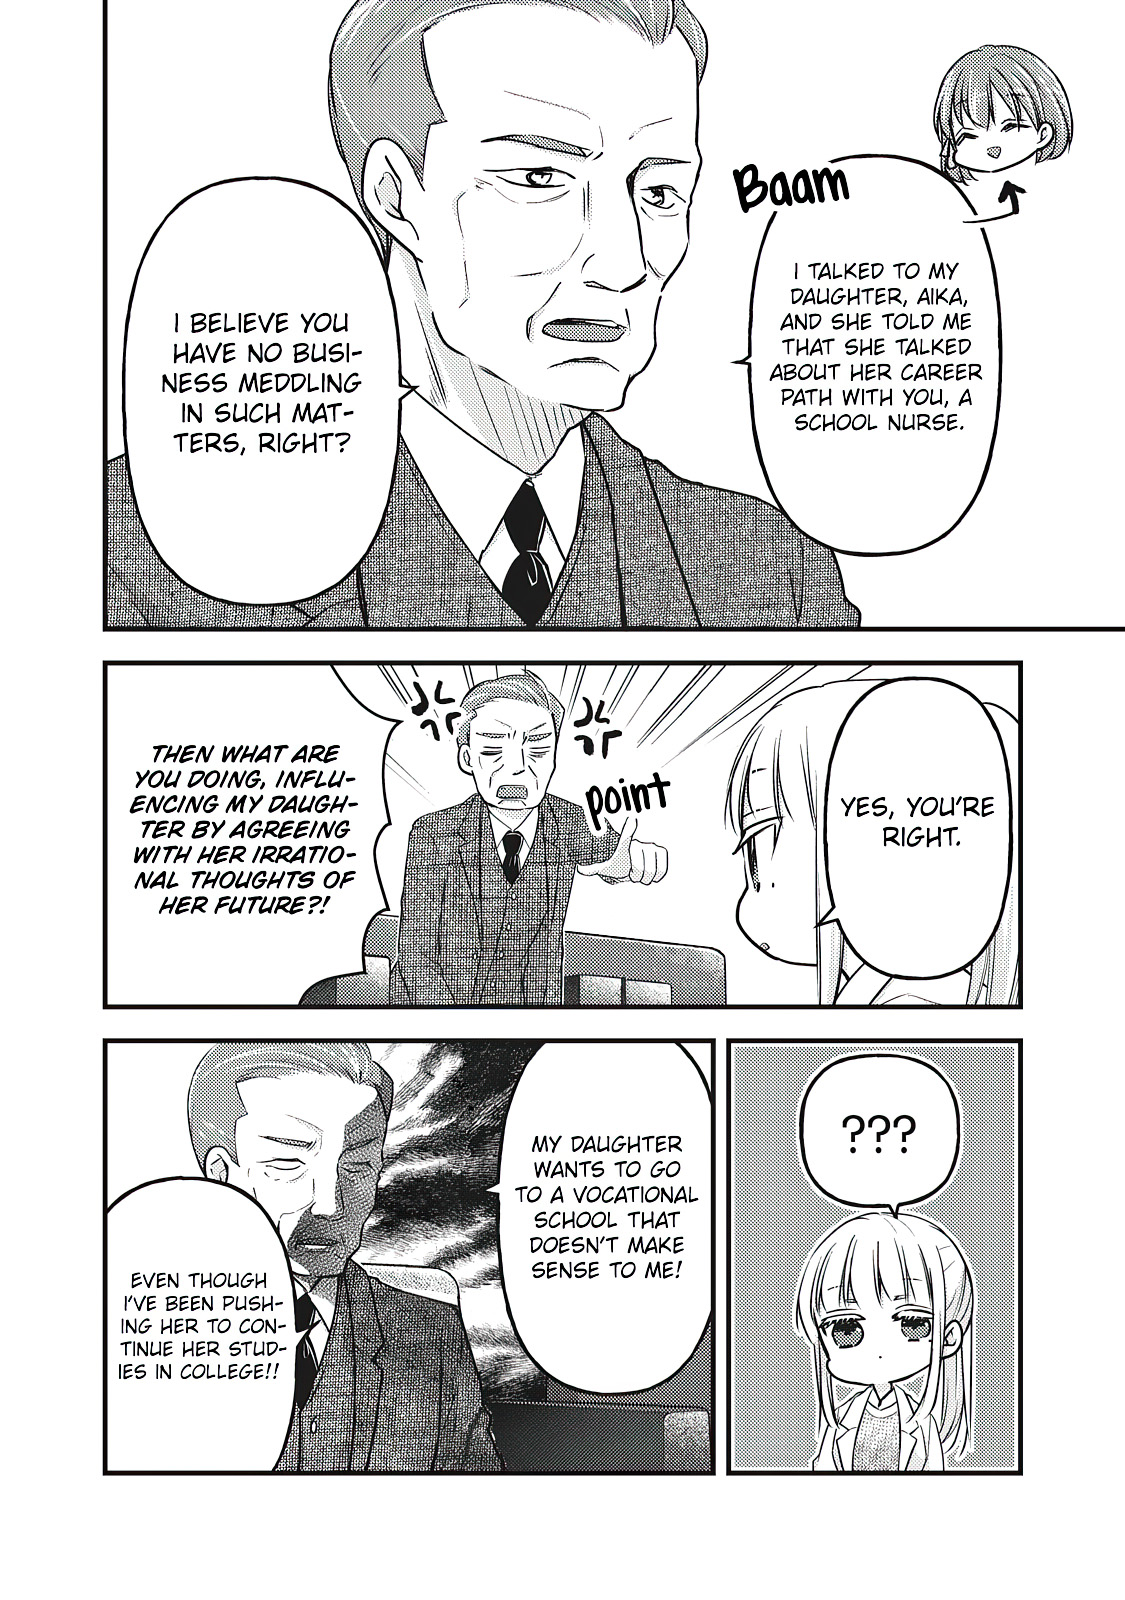 Baam
I TALKED TO MY
DAUGHTER, AIKA,
AND SHE TOLD ME
THAT SHE TALKED
ABOUT HER CAREER
PATH WITH YOU, A
SCHOOL NURSE.
I BELIEVE YOU
HAVE NO BUSI-
NESS MEDDLING
IN SUCH MAT-
TERS, RIGHT?
YES, YOU'RE
RIGHT.
point
THEN WHAT ARE
YOU DOING, INFLU-
ENCING MY DAUGH-
TER BY AGREEING
WITH HER IRRATIO-
NAL THOUGHTS OF
HER FUTURE?!
???
MY DAUGHTER
WANTS TO GO
TO A VOCATIONAL
SCHOOL THAT
DOESN'T MAKE
SENSE TO ME!
EVEN THOUGH
I'VE BEEN PUSH-
ING HER TO CON-
TINUE HER STUD-
IES IN COLLEGE!!